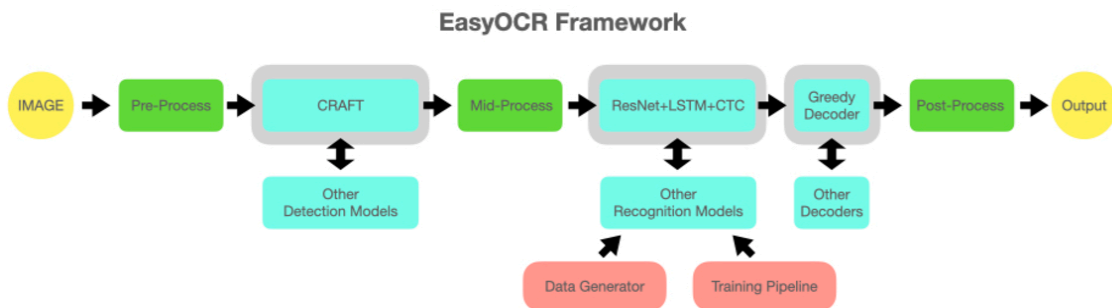 EasyOCR Framework
IMAGE
Pre-Process
CRAFT
Mid-Process
ResNet+LSTM+CTC
Greedy
Decoder
Post-Process
Output
Other
Detection Models
Other
Recognition Models
Other
Decoders
Data Generator
Training Pipeline